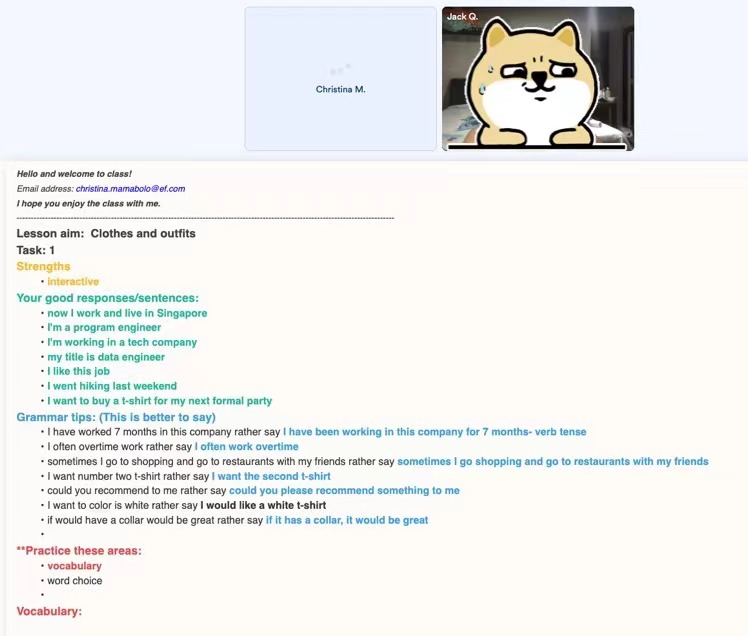 Jack Q.
Christina M.
Hello and welcome to class!
Email address: christina.mamabolo@ef.com
I hope you enjoy the class with me.
Lesson aim:  Clothes and outfits
Task: 1
Strengths
• interactive
Your good responses/sentences:
• now I work and live in Singapore
• I'm a program engineer
• I'm working in a tech company
• my title is data engineer
• I like this job
• I went hiking last weekend
• I want to buy a t-shirt for my next formal party
Grammar tips: (This is better to say)
• I have worked 7 months in this company rather say I have been working in this company for 7 months- verb tense
• I often overtime work rather say I often work overtime
• sometimes I go to shopping and go to restaurants with my friends rather say sometimes I go shopping and go to restaurants with my friends
• I want number two t-shirt rather say I want the second t-shirt
• could you recommend to me rather say could you please recommend something to me
• I want to color is white rather say I would like a white t-shirt
• if would have a collar would be great rather say if it has a collar, it would be great
**Practice these areas:
• vocabulary
• word choice
Vocabulary: